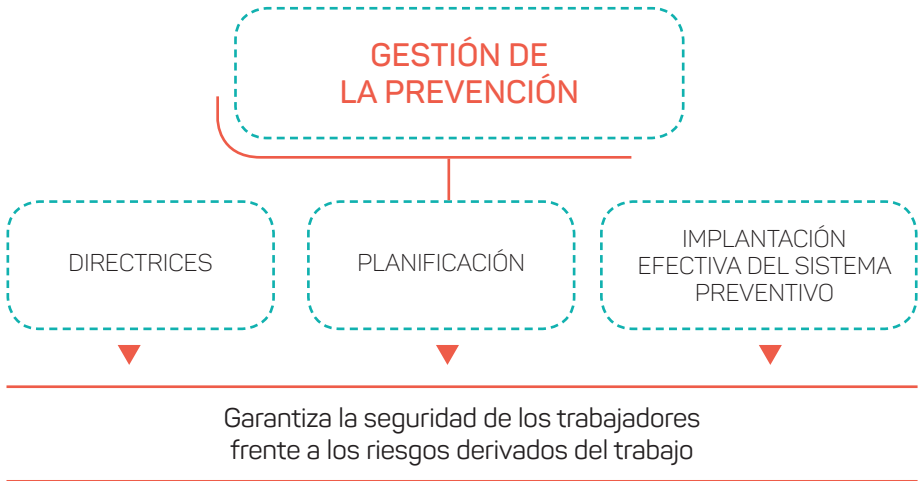 GESTIÓN DE
LA PREVENCIÓN
DIRECTRICES
PLANIFICACIÓN
IMPLANTACIÓN
EFECTIVA DEL SISTEMA
PREVENTIVO
Garantiza la seguridad de los trabajadores
frente a los riesgos derivados del trabajo